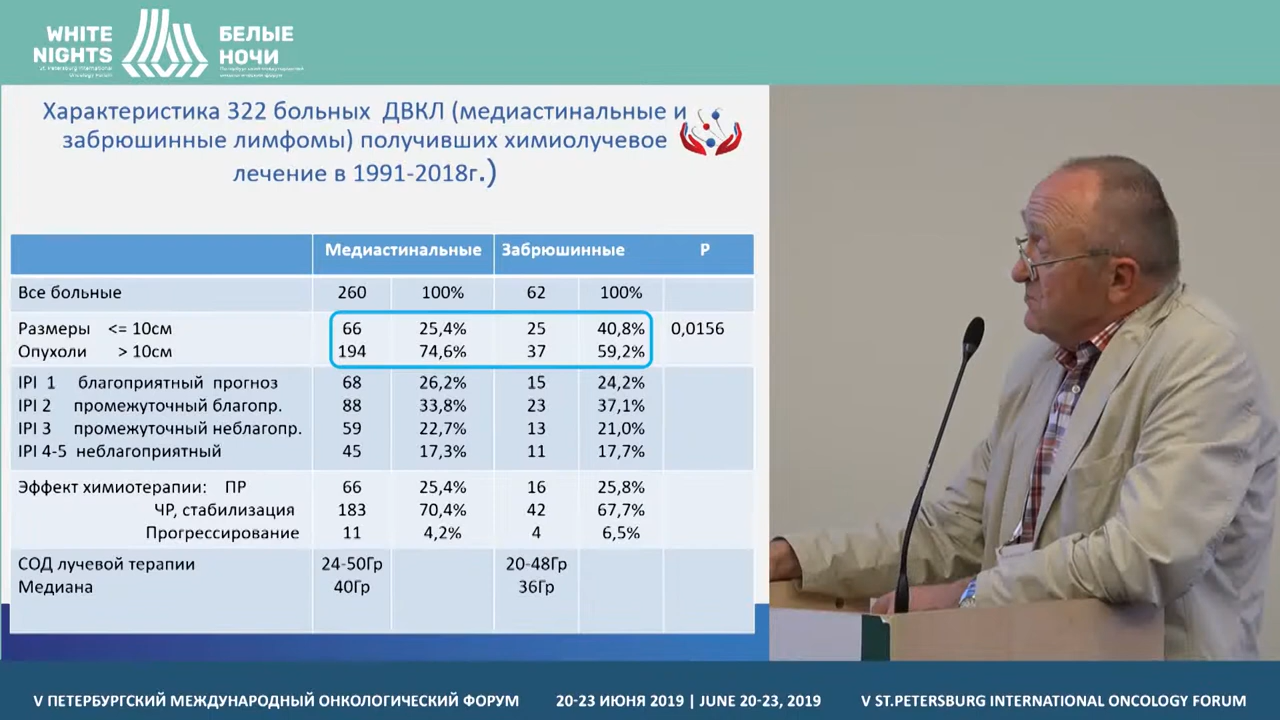 WHITE
NIGHTS
St. Petersburg International
Oncology Forum
БЕЛЫЕ
НОЧИ
Характеристика 322 больных ДВКЛ (медиастинальные и
забрюшинные лимфомы) получивших химиолучевое
лечение в 1991-2018г.)
Медиастинальные Забрюшинные Р
Все больные 260 100% 62 100%
Размеры <= 10см 66 25,4% 25 40,8% 0,0156
Опухоли > 10см 194 74,6% 37 59,2%
IPI 1 благоприятный прогноз 68 26,2% 15 24,2%
IPI 2 промежуточный благопр. 88 33,8% 23 37,1%
IPI 3 промежуточный неблагопр. 59 22,7% 13 21,0%
IPI 4-5 неблагоприятный 45 17,3% 11 17,7%
Эффект химиотерапии: ПР 66 25,4% 16 25,8%
ЧР, стабилизация 183 70,4% 42 67,7%
Прогрессирование 11 4,2% 4 6,5%
СОД лучевой терапии 24-50Гр 20-48Гр
Медиана 40Гр 36Гр
V ПЕТЕРБУРГСКИЙ МЕЖДУНАРОДНЫЙ ОНКОЛОГИЧЕСКИЙ ФОРУМ 20-23 ИЮНЯ 2019 | JUNE 20-23, 2019 V ST.PETERSBURG INTERNATIONAL ONCOLOGY FORUM